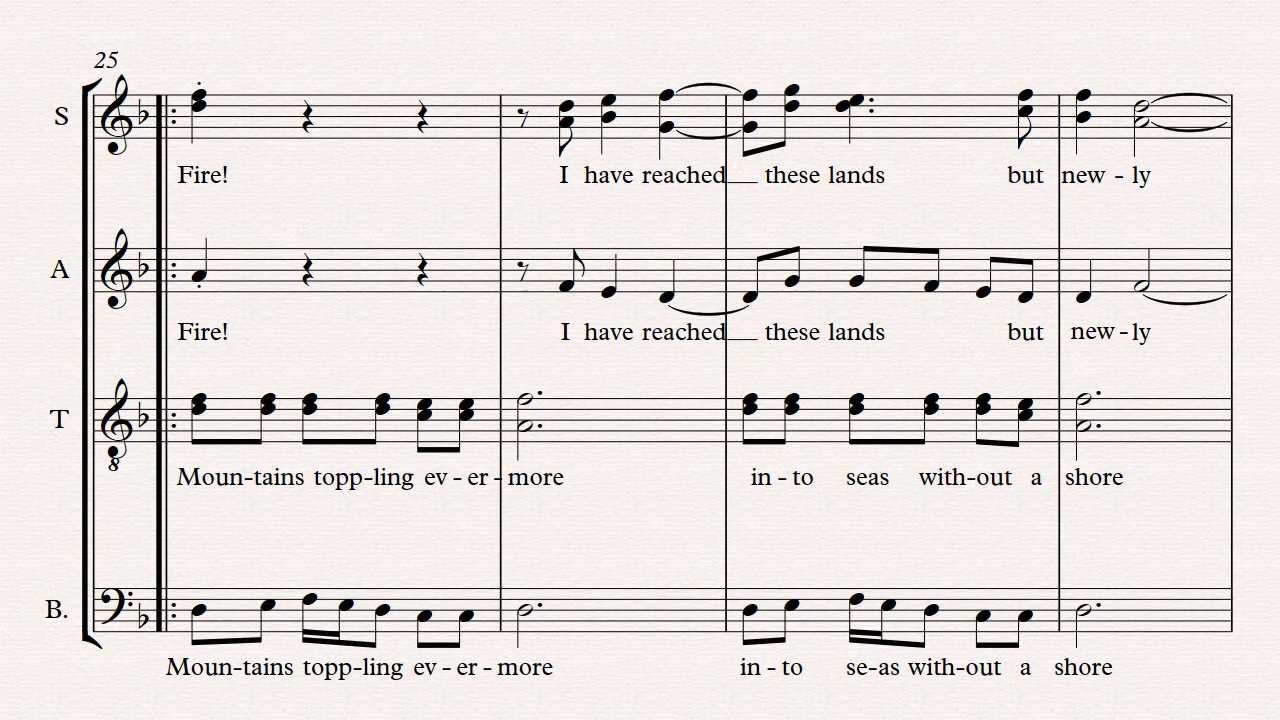 25
S
Fire! I have reached__ these lands but new - ly
A
Fire! I have reached__ these lands but new - ly
T
8
Moun-tains topp-ling ev - er - more in - to seas with-out a shore
B.
Moun-tains topp-ling ev - er - more in - to se-as with-out a shore